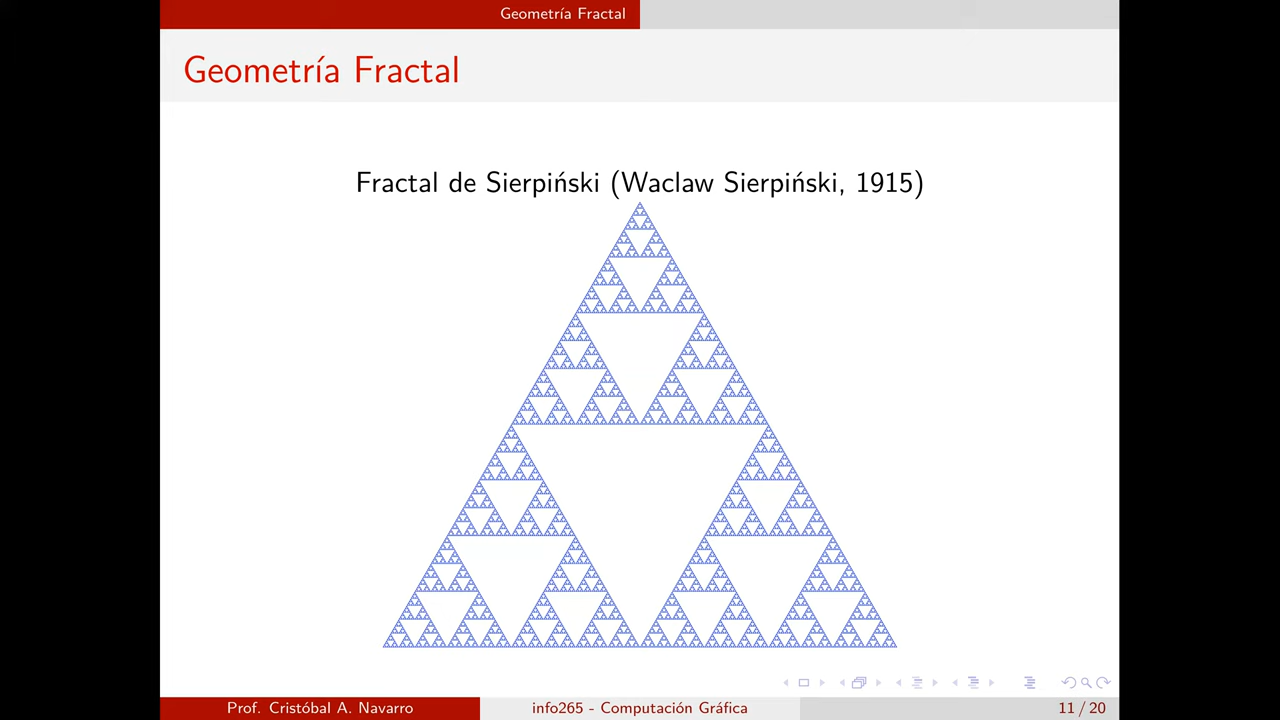 Geometría Fractal
Geometría Fractal
Fractal de Sierpiński (Waclaw Sierpiński, 1915)
Prof. Cristóbal A. Navarro
info265 - Computación Gráfica
11 / 20